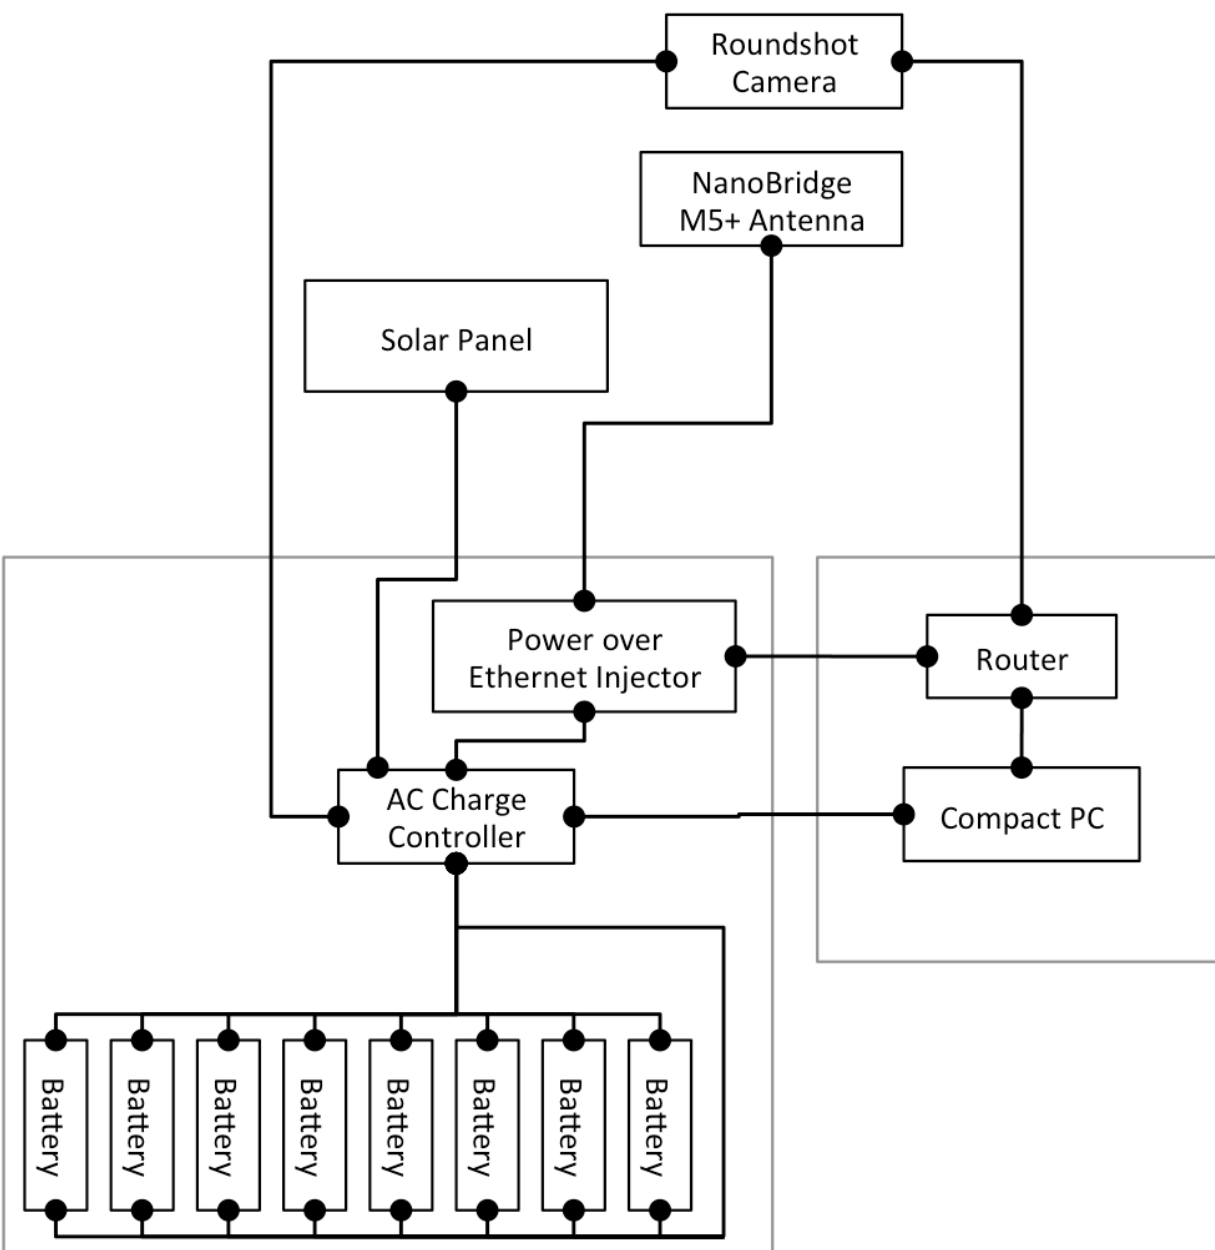 Roundshot
Camera
NanoBridge
M5+ Antenna
Solar Panel
Power over
Ethernet Injector
Router
AC Charge
Controller
Compact PC
Battery
Battery
Battery
Battery
Battery
Battery
Battery
Battery